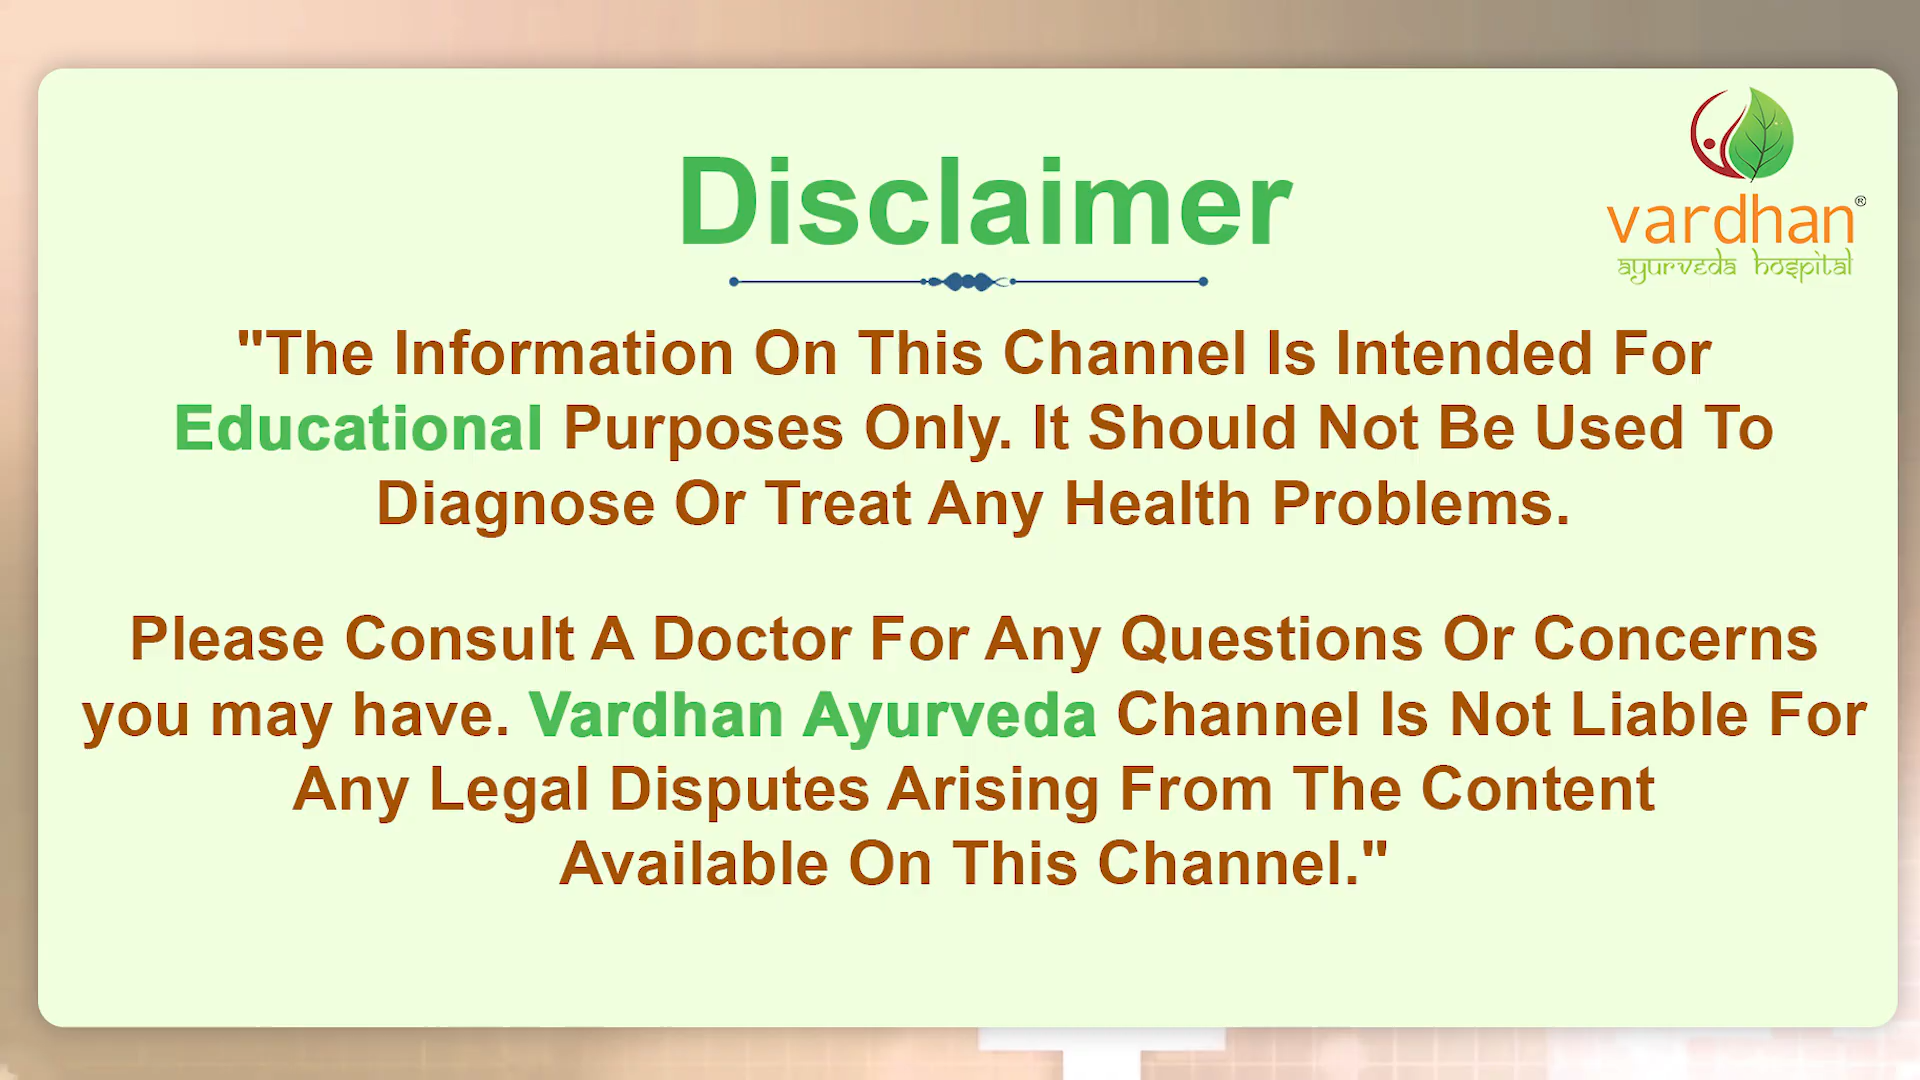 vardhan®
ayurveda hospital
Disclaimer
"The Information On This Channel Is Intended For
Educational Purposes Only. It Should Not Be Used To
Diagnose Or Treat Any Health Problems.
Please Consult A Doctor For Any Questions Or Concerns
you may have. Vardhan Ayurveda Channel Is Not Liable For
Any Legal Disputes Arising From The Content
Available On This Channel."